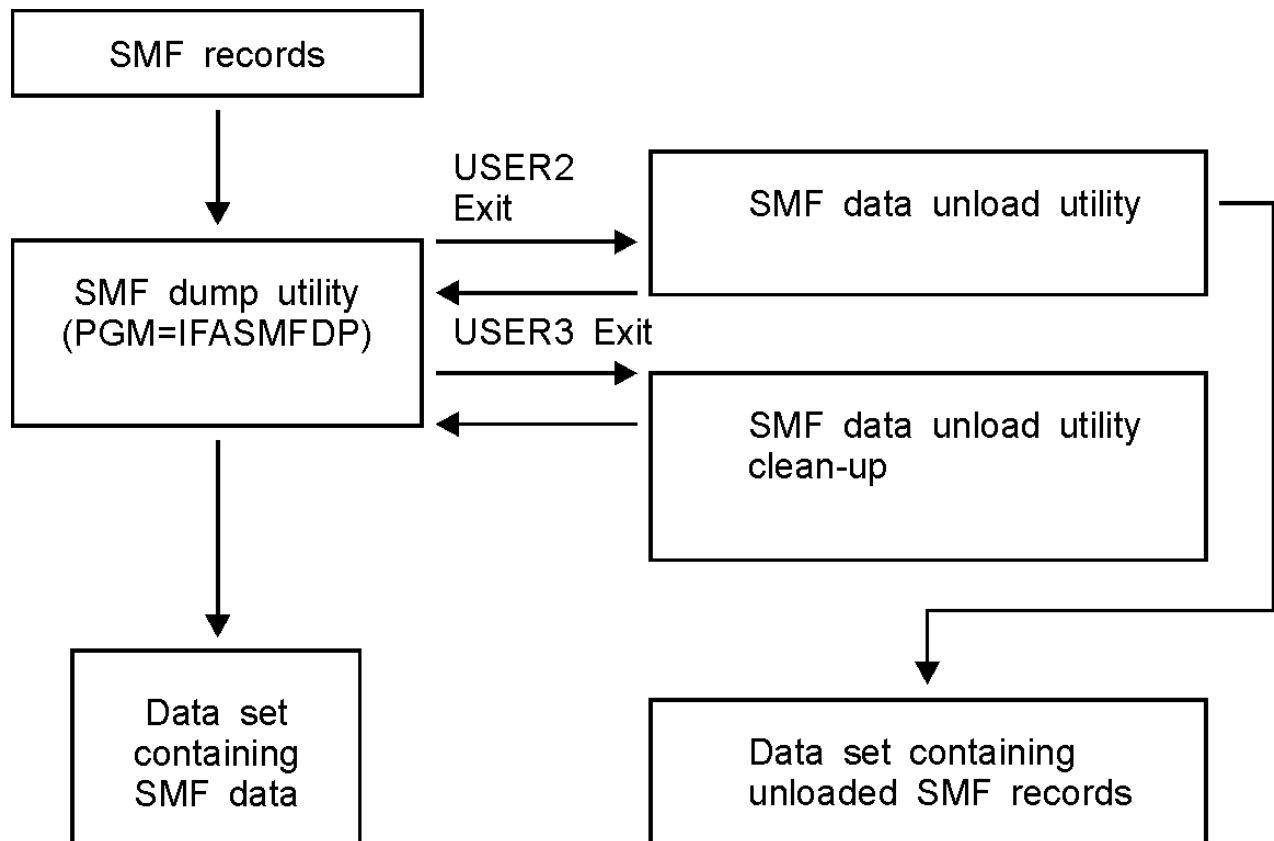 SMF records
USER2
Exit
SMF data unload utility
SMF dump utility
(PGM=IFASMFDP)
USER3 Exit
SMF data unload utility
clean-up
Data set
containing
SMF data
Data set containing
unloaded SMF records